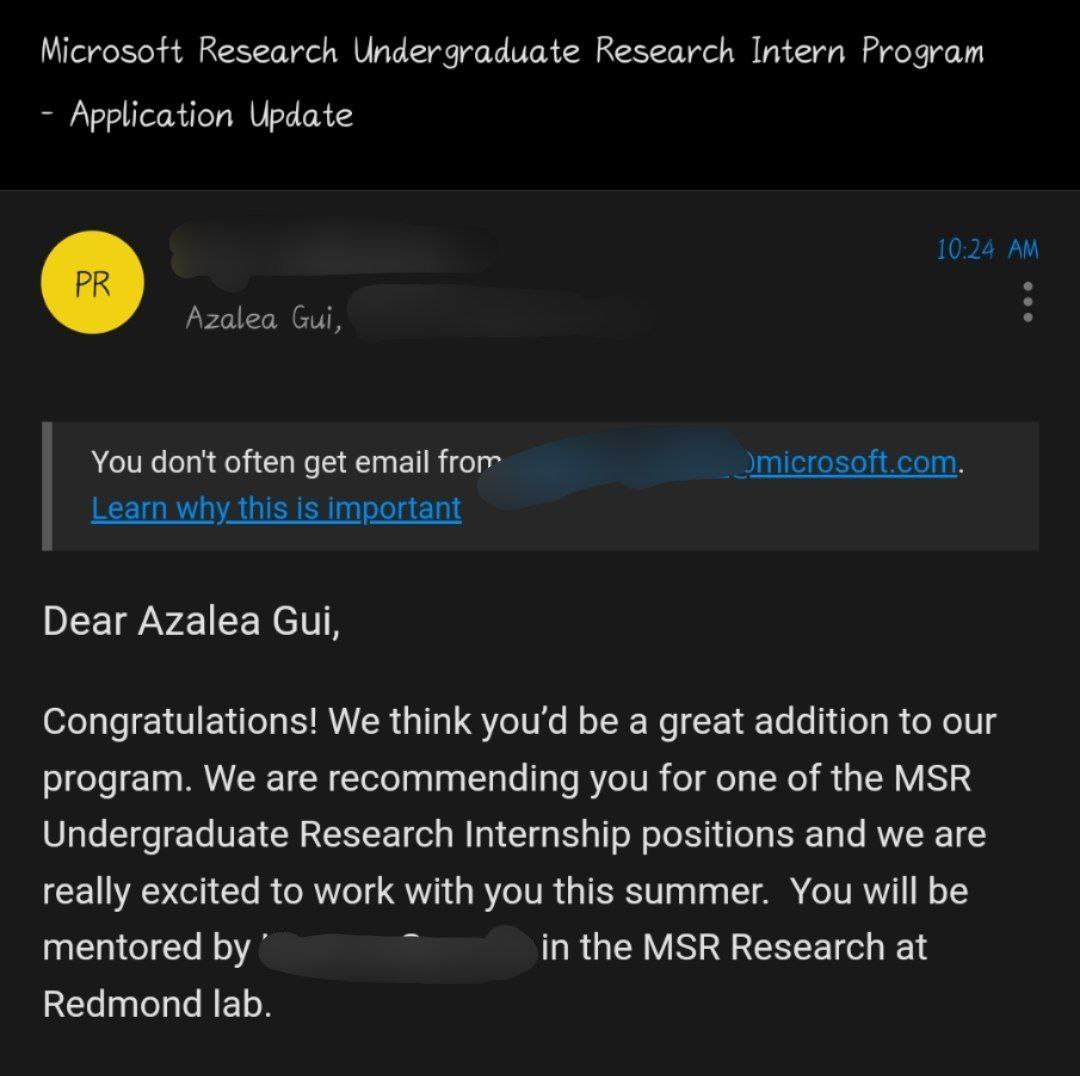 Microsoft Research Undergraduate Research Intern Program
- Application Update
PR
10:24 AM
Azalea Gui,
You don't often get email from microsoft.com.
Learn why this is important
Dear Azalea Gui,
Congratulations! We think you’d be a great addition to our
program. We are recommending you for one of the MSR
Undergraduate Research Internship positions and we are
really excited to work with you this summer.  You will be
mentored by in the MSR Research at
Redmond lab.